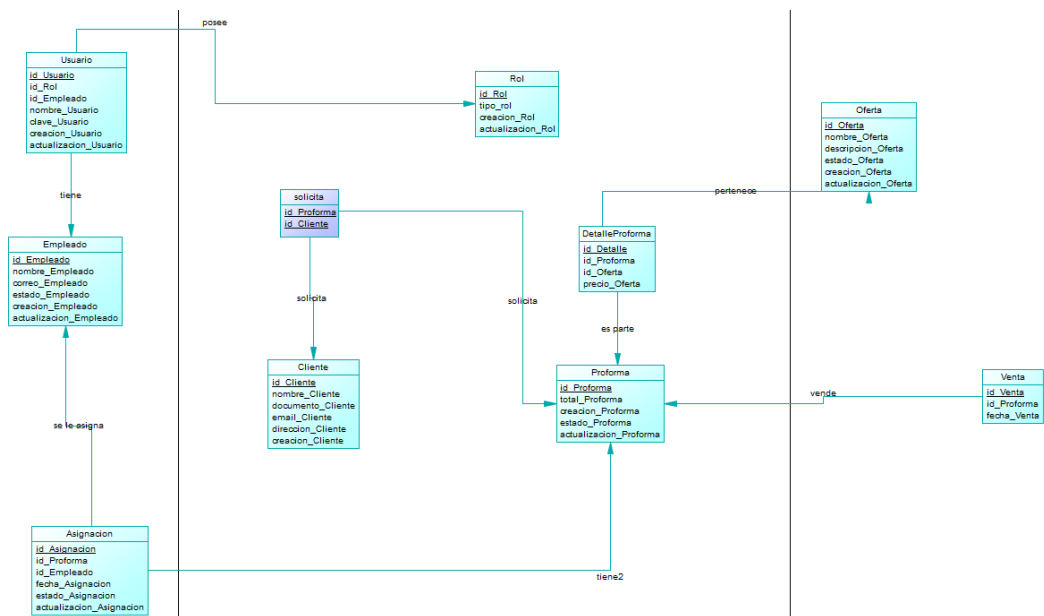 posee
Usuario
id_Usuario
id_Rol
id_Empleado
nombre_Usuario
clave_Usuario
creacion_Usuario
actualizacion_Usuario
Rol
id_Rol
tipo_rol
creacion_Rol
actualizacion_Rol
Oferta
id_Oferta
nombre_Oferta
descripcion_Oferta
estado_Oferta
creacion_Oferta
actualizacion_Oferta
tiene
solicita
id_Proforma
id_Cliente
pertenece
DetalleProforma
id_Detalle
id_Proforma
id_Oferta
precio_Oferta
Empleado
id_Empleado
nombre_Empleado
correo_Empleado
estado_Empleado
creacion_Empleado
actualizacion_Empleado
solicita
solicita
es parte
Cliente
id_Cliente
nombre_Cliente
documento_Cliente
email_Cliente
direccion_Cliente
creacion_Cliente
Proforma
id_Proforma
total_Proforma
creacion_Proforma
estado_Proforma
actualizacion_Proforma
vende
Venta
id_Venta
id_Proforma
fecha_Venta
se le asigna
Asignacion
id_Asignacion
id_Proforma
id_Empleado
fecha_Asignacion
estado_Asignacion
actualizacion_Asignacion
tiene2